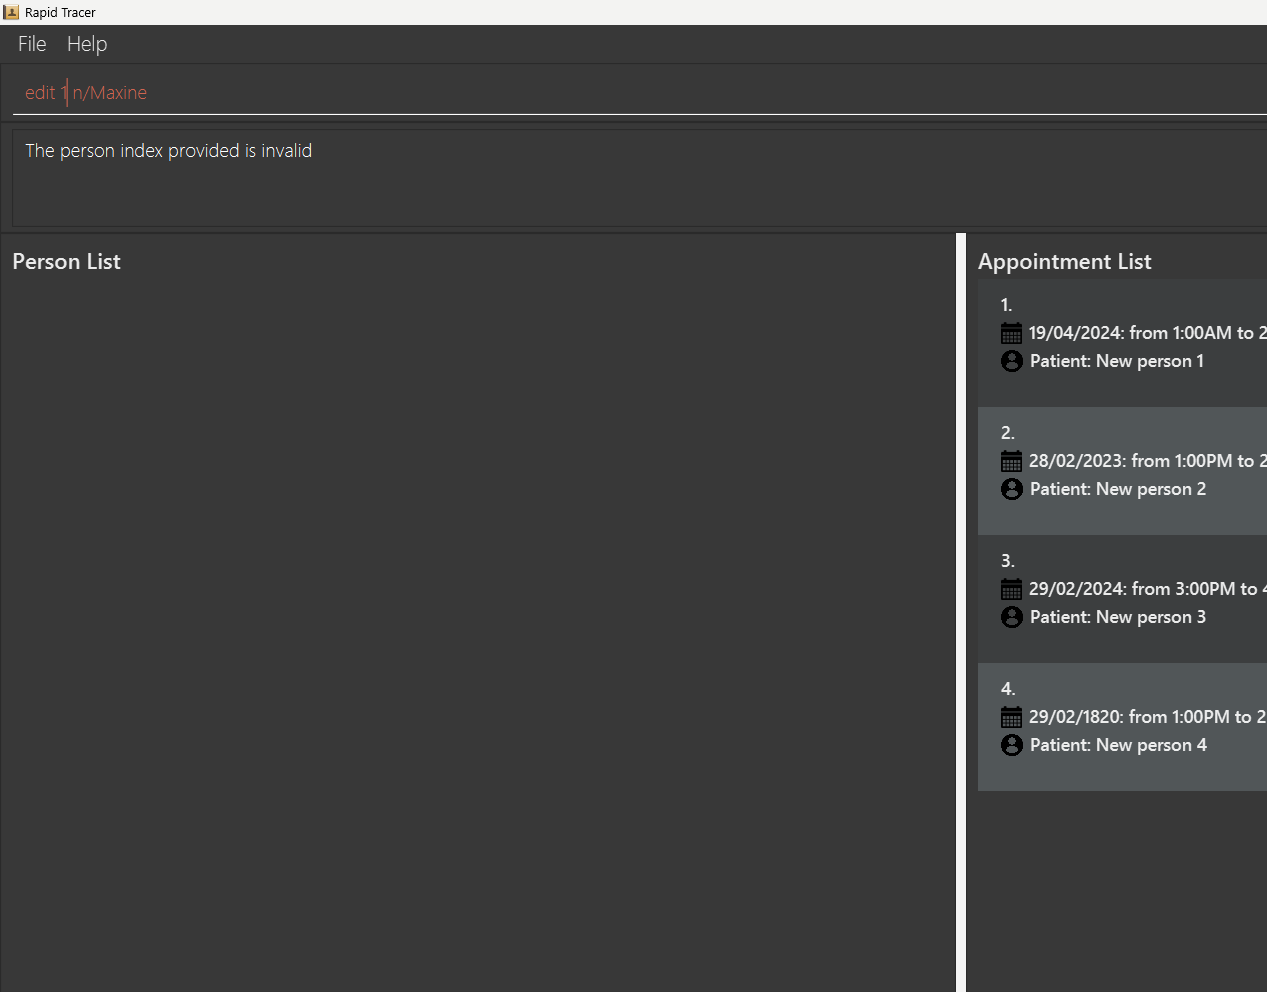 Rapid Tracer
File Help
edit 1 n/Maxine
The person index provided is invalid
Person List
Appointment List
1.
19/04/2024: from 1:00AM to 2
Patient: New person 1
2.
28/02/2023: from 1:00PM to 2
Patient: New person 2
3.
29/02/2024: from 3:00PM to 4
Patient: New person 3
4.
29/02/1820: from 1:00PM to 2
Patient: New person 4